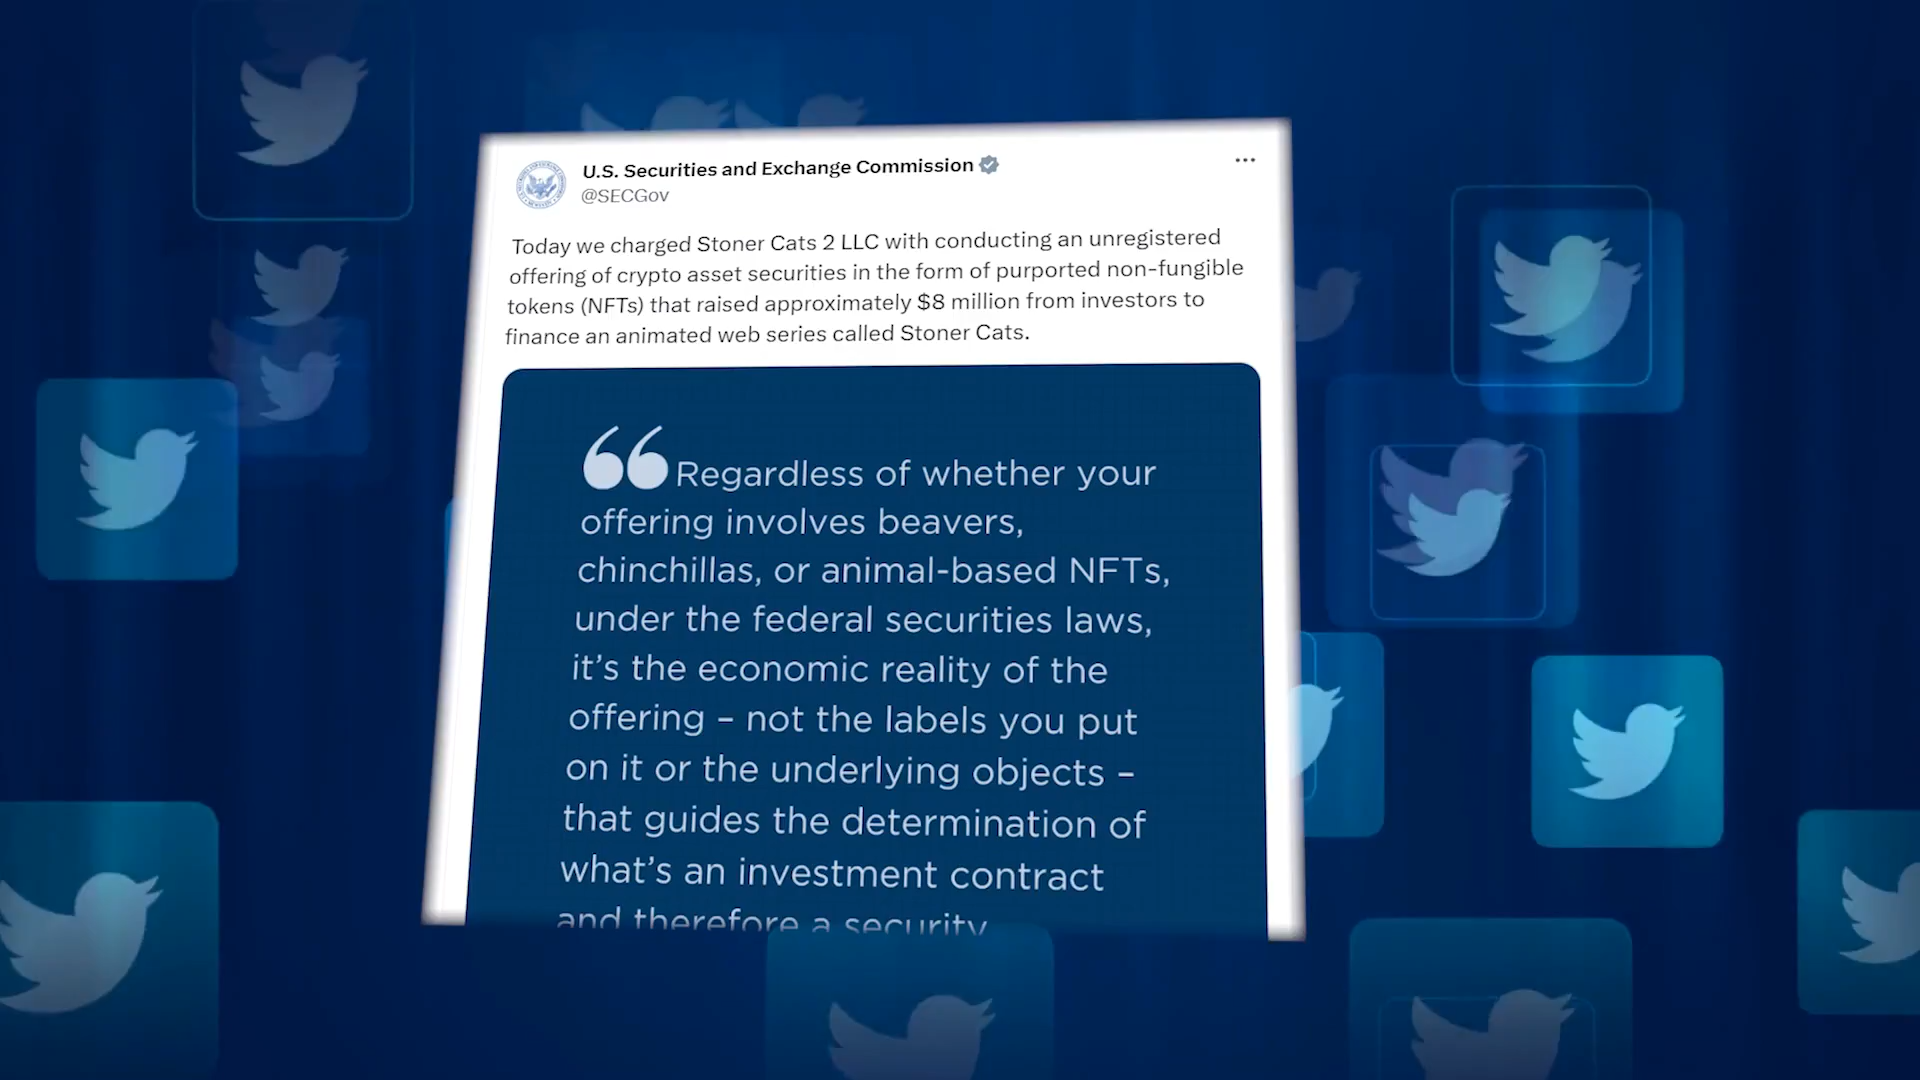 U.S. Securities and Exchange Commission
@SECGov
Today we charged Stoner Cats 2 LLC with conducting an unregistered
offering of crypto asset securities in the form of purported non-fungible
tokens (NFTs) that raised approximately $8 million from investors to
finance an animated web series called Stoner Cats.
“Regardless of whether your
offering involves beavers,
chinchillas, or animal-based NFTs,
under the federal securities laws,
it’s the economic reality of the
offering – not the labels you put
on it or the underlying objects –
that guides the determination of
what’s an investment contract
and therefore a security